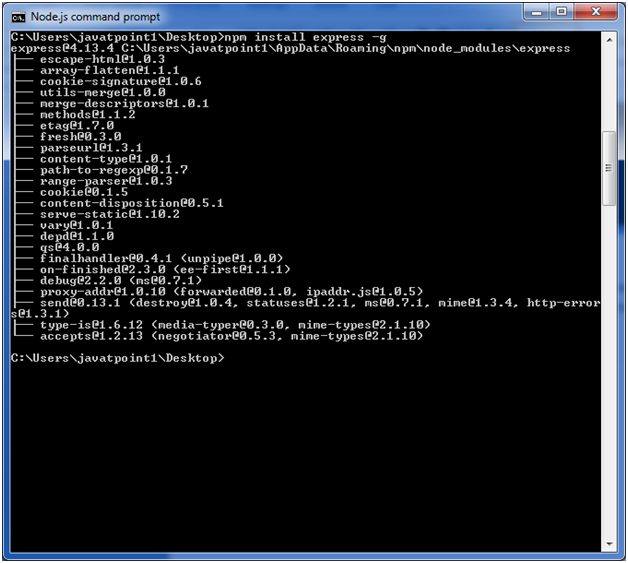 Node.js command prompt
C:\Users\javatpoint1\Desktop>npm install express -g
express@4.13.4 C:\Users\javatpoint1\AppData\Roaming\npm\node_modules\express
├── escape-html@1.0.3
├── array-flatten@1.1.1
├── cookie-signature@1.0.6
├── utils-merge@1.0.0
├── merge-descriptors@1.0.1
├── methods@1.1.2
├── etag@1.7.0
├── fresh@0.3.0
├── parseurl@1.3.1
├── content-type@1.0.1
├── path-to-regexp@0.1.7
├── range-parser@1.0.3
├── cookie@0.1.5
├── content-disposition@0.5.1
├── serve-static@1.10.2
├── vary@1.0.1
├── depd@1.1.0
├── qs@4.0.0
├── finalhandler@0.4.1 (unpipe@1.0.0)
├── on-finished@2.3.0 (ee-first@1.1.1)
├── debug@2.2.0 (ms@0.7.1)
├── proxy-addr@1.0.10 (forwarded@0.1.0, ipaddr.js@1.0.5)
├── send@0.13.1 (destroy@1.0.4, statuses@1.2.1, ms@0.7.1, mime@1.3.4, http-error
s@1.3.1)
├── type-is@1.6.12 (media-typer@0.3.0, mime-types@2.1.10)
└── accepts@1.2.13 (negotiator@0.5.3, mime-types@2.1.10)
C:\Users\javatpoint1\Desktop>